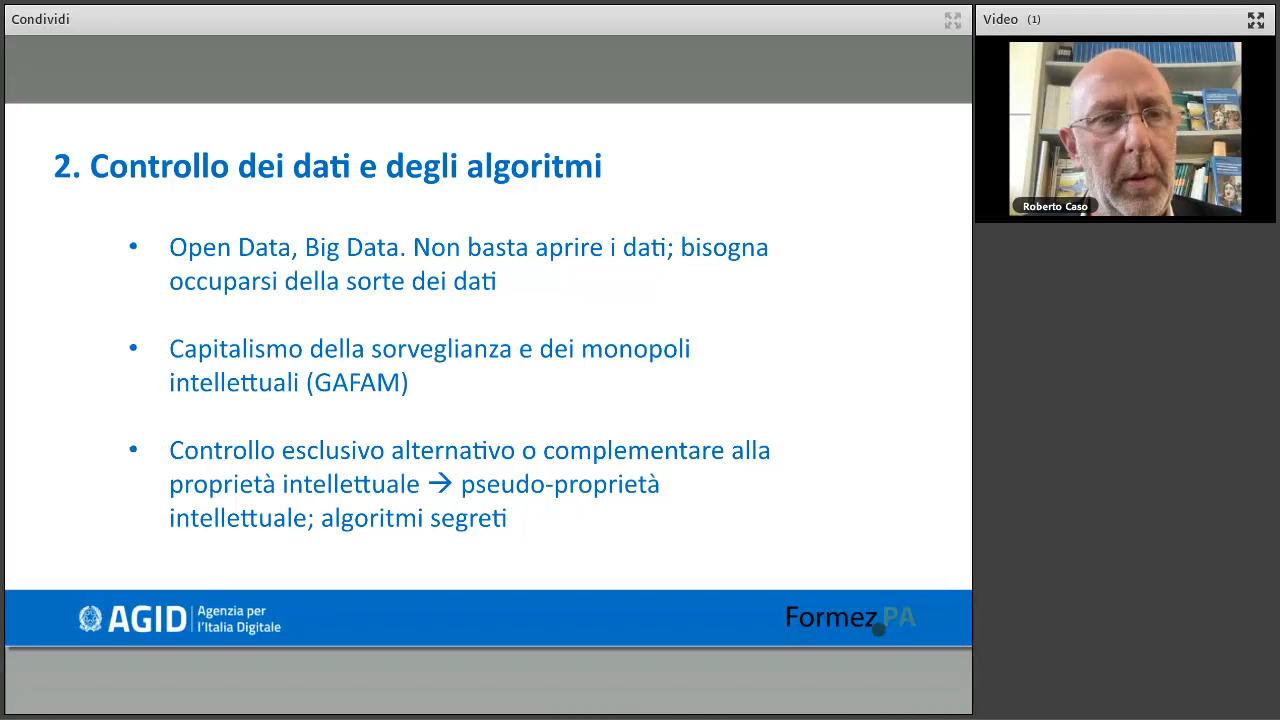 Condividi
Video (1)
Roberto Caso
2. Controllo dei dati e degli algoritmi
• Open Data, Big Data. Non basta aprire i dati; bisogna
occuparsi della sorte dei dati
• Capitalismo della sorveglianza e dei monopoli
intellettuali (GAFAM)
• Controllo esclusivo alternativo o complementare alla
proprietà intellettuale → pseudo-proprietà
intellettuale; algoritmi segreti
AGID Agenzia per
l'Italia Digitale
Formez PA